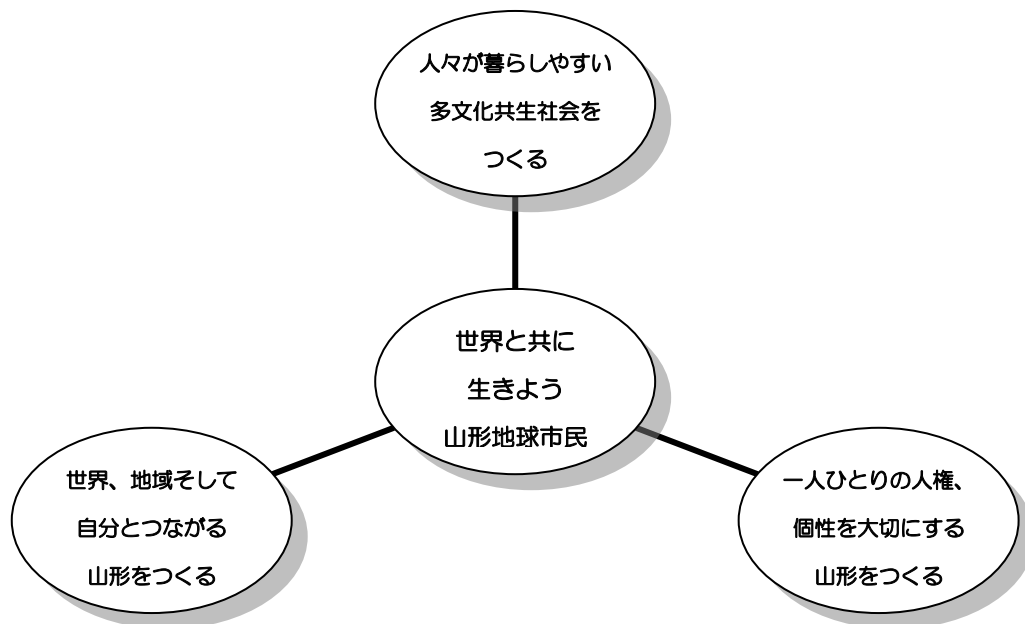 人々が暮らしやすい
多文化共生社会を
つくる
世界と共に
生きよう
山形地球市民
世界、地域そして
自分とつながる
山形をつくる
一人ひとりの人権、
個性を大切にする
山形をつくる